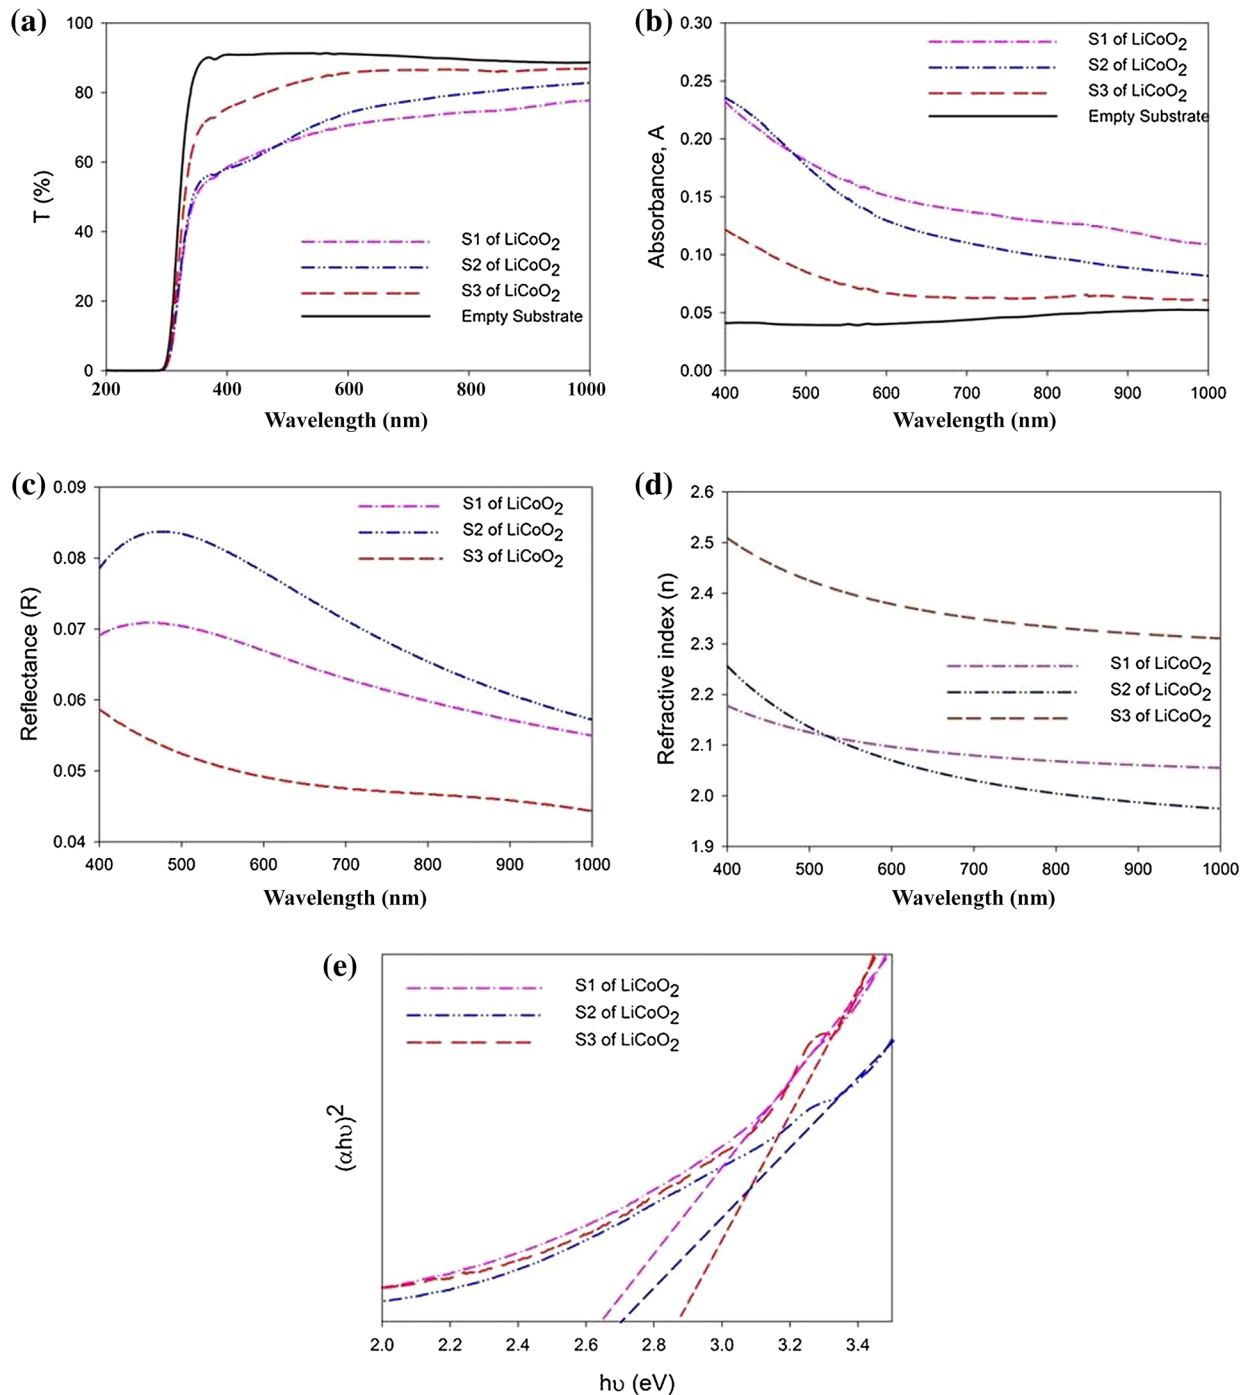 (a)
100
80
60
40
20
0
T (%)
S1 of LiCoO2
S2 of LiCoO2
S3 of LiCoO2
Empty Substrate
200 400 600 800 1000
Wavelength (nm)
(b)
0.30
0.25
0.20
0.15
0.10
0.05
0.00
Absorbance, A
S1 of LiCoO2
S2 of LiCoO2
S3 of LiCoO2
Empty Substrate
400 500 600 700 800 900 1000
Wavelength (nm)
(c)
0.09
0.08
0.07
0.06
0.05
0.04
Reflectance (R)
S1 of LiCoO2
S2 of LiCoO2
S3 of LiCoO2
400 500 600 700 800 900 1000
Wavelength (nm)
(d)
2.6
2.5
2.4
2.3
2.2
2.1
2.0
1.9
Refractive index (n)
S1 of LiCoO2
S2 of LiCoO2
S3 of LiCoO2
400 500 600 700 800 900 1000
Wavelength (nm)
(e)
(αhυ)2
S1 of LiCoO2
S2 of LiCoO2
S3 of LiCoO2
2.0 2.2 2.4 2.6 2.8 3.0 3.2 3.4
hυ (eV)